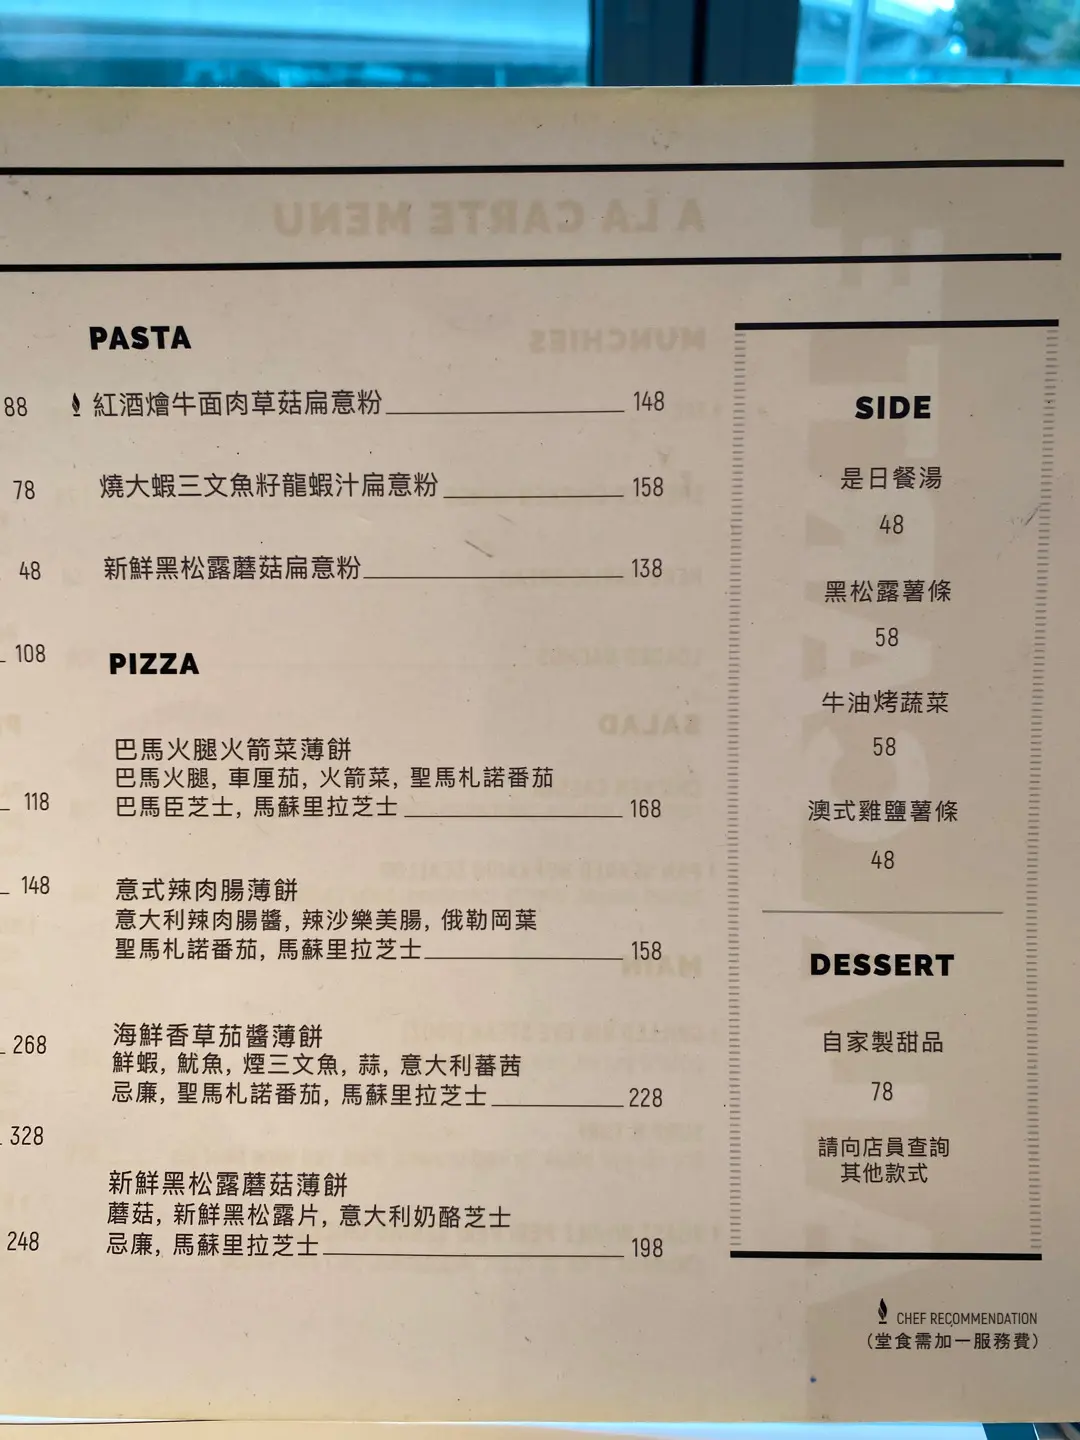 PASTA
88
紅酒燴牛面肉草菇扁意粉 148
78
燒大蝦三文魚籽龍蝦汁扁意粉 158
48
新鮮黑松露蘑菇扁意粉 138
108
PIZZA
巴馬火腿火箭菜薄餅
巴馬火腿, 車厘茄, 火箭菜, 聖馬札諾番茄
118
巴馬臣芝士, 馬蘇里拉芝士 168
148
意式辣肉腸薄餅
意大利辣肉腸醬, 辣沙樂美腸, 俄勒岡葉
聖馬札諾番茄, 馬蘇里拉芝士 158
268
海鮮香草茄醬薄餅
鮮蝦, 魷魚, 煙三文魚, 蒜, 意大利蕃茜
忌廉, 聖馬札諾番茄, 馬蘇里拉芝士 228
328
新鮮黑松露蘑菇薄餅
蘑菇, 新鮮黑松露片, 意大利奶酪芝士
248
忌廉, 馬蘇里拉芝士 198
SIDE
是日餐湯
48
黑松露薯條
58
牛油烤蔬菜
58
澳式雞鹽薯條
48
DESSERT
自家製甜品
78
請向店員查詢
其他款式
CHEF RECOMMENDATION
(堂食需加一服務費)